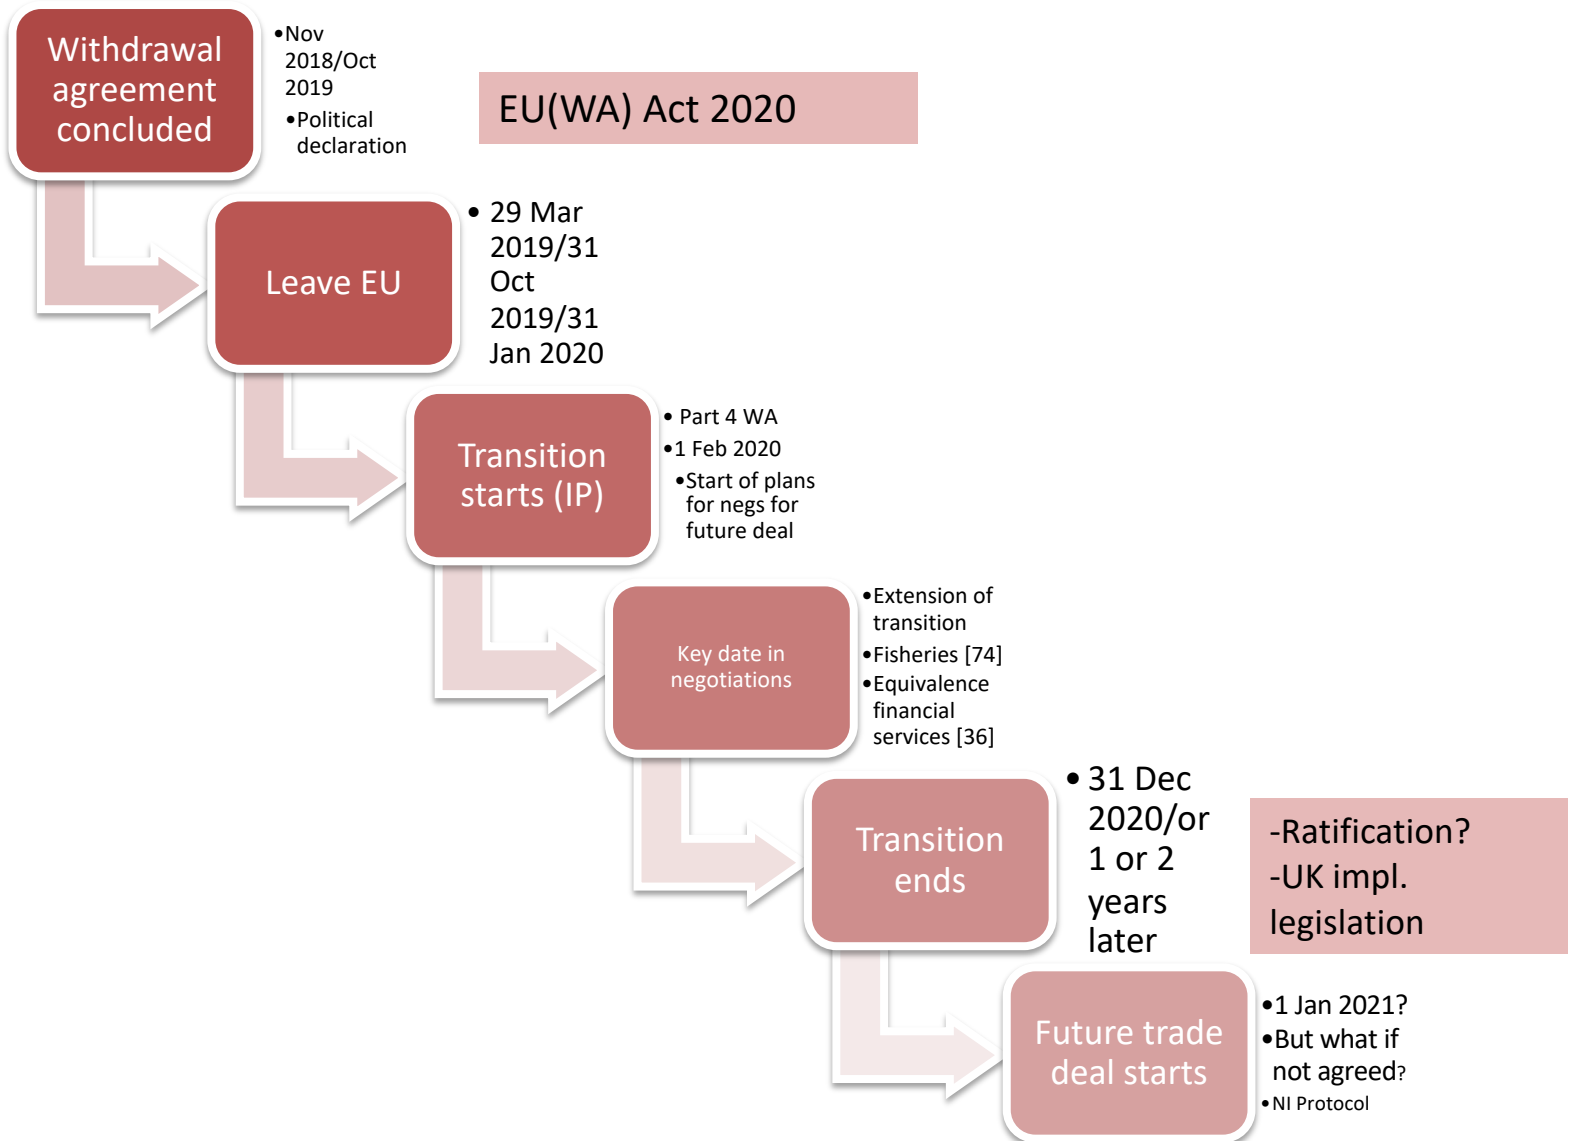 Withdrawal
agreement
concluded
•Nov
2018/Oct
2019
•Political
declaration
EU(WA) Act 2020
Leave EU
• 29 Mar
2019/31
Oct
2019/31
Jan 2020
Transition
starts (IP)
• Part 4 WA
•1 Feb 2020
•Start of plans
for negs for
future deal
Key date in
negotiations
•Extension of
transition
•Fisheries [74]
•Equivalence
financial
services [36]
Transition
ends
• 31 Dec
2020/or
1 or 2
years
later
-Ratification?
-UK impl.
legislation
Future trade
deal starts
•1 Jan 2021?
•But what if
not agreed?
•NI Protocol